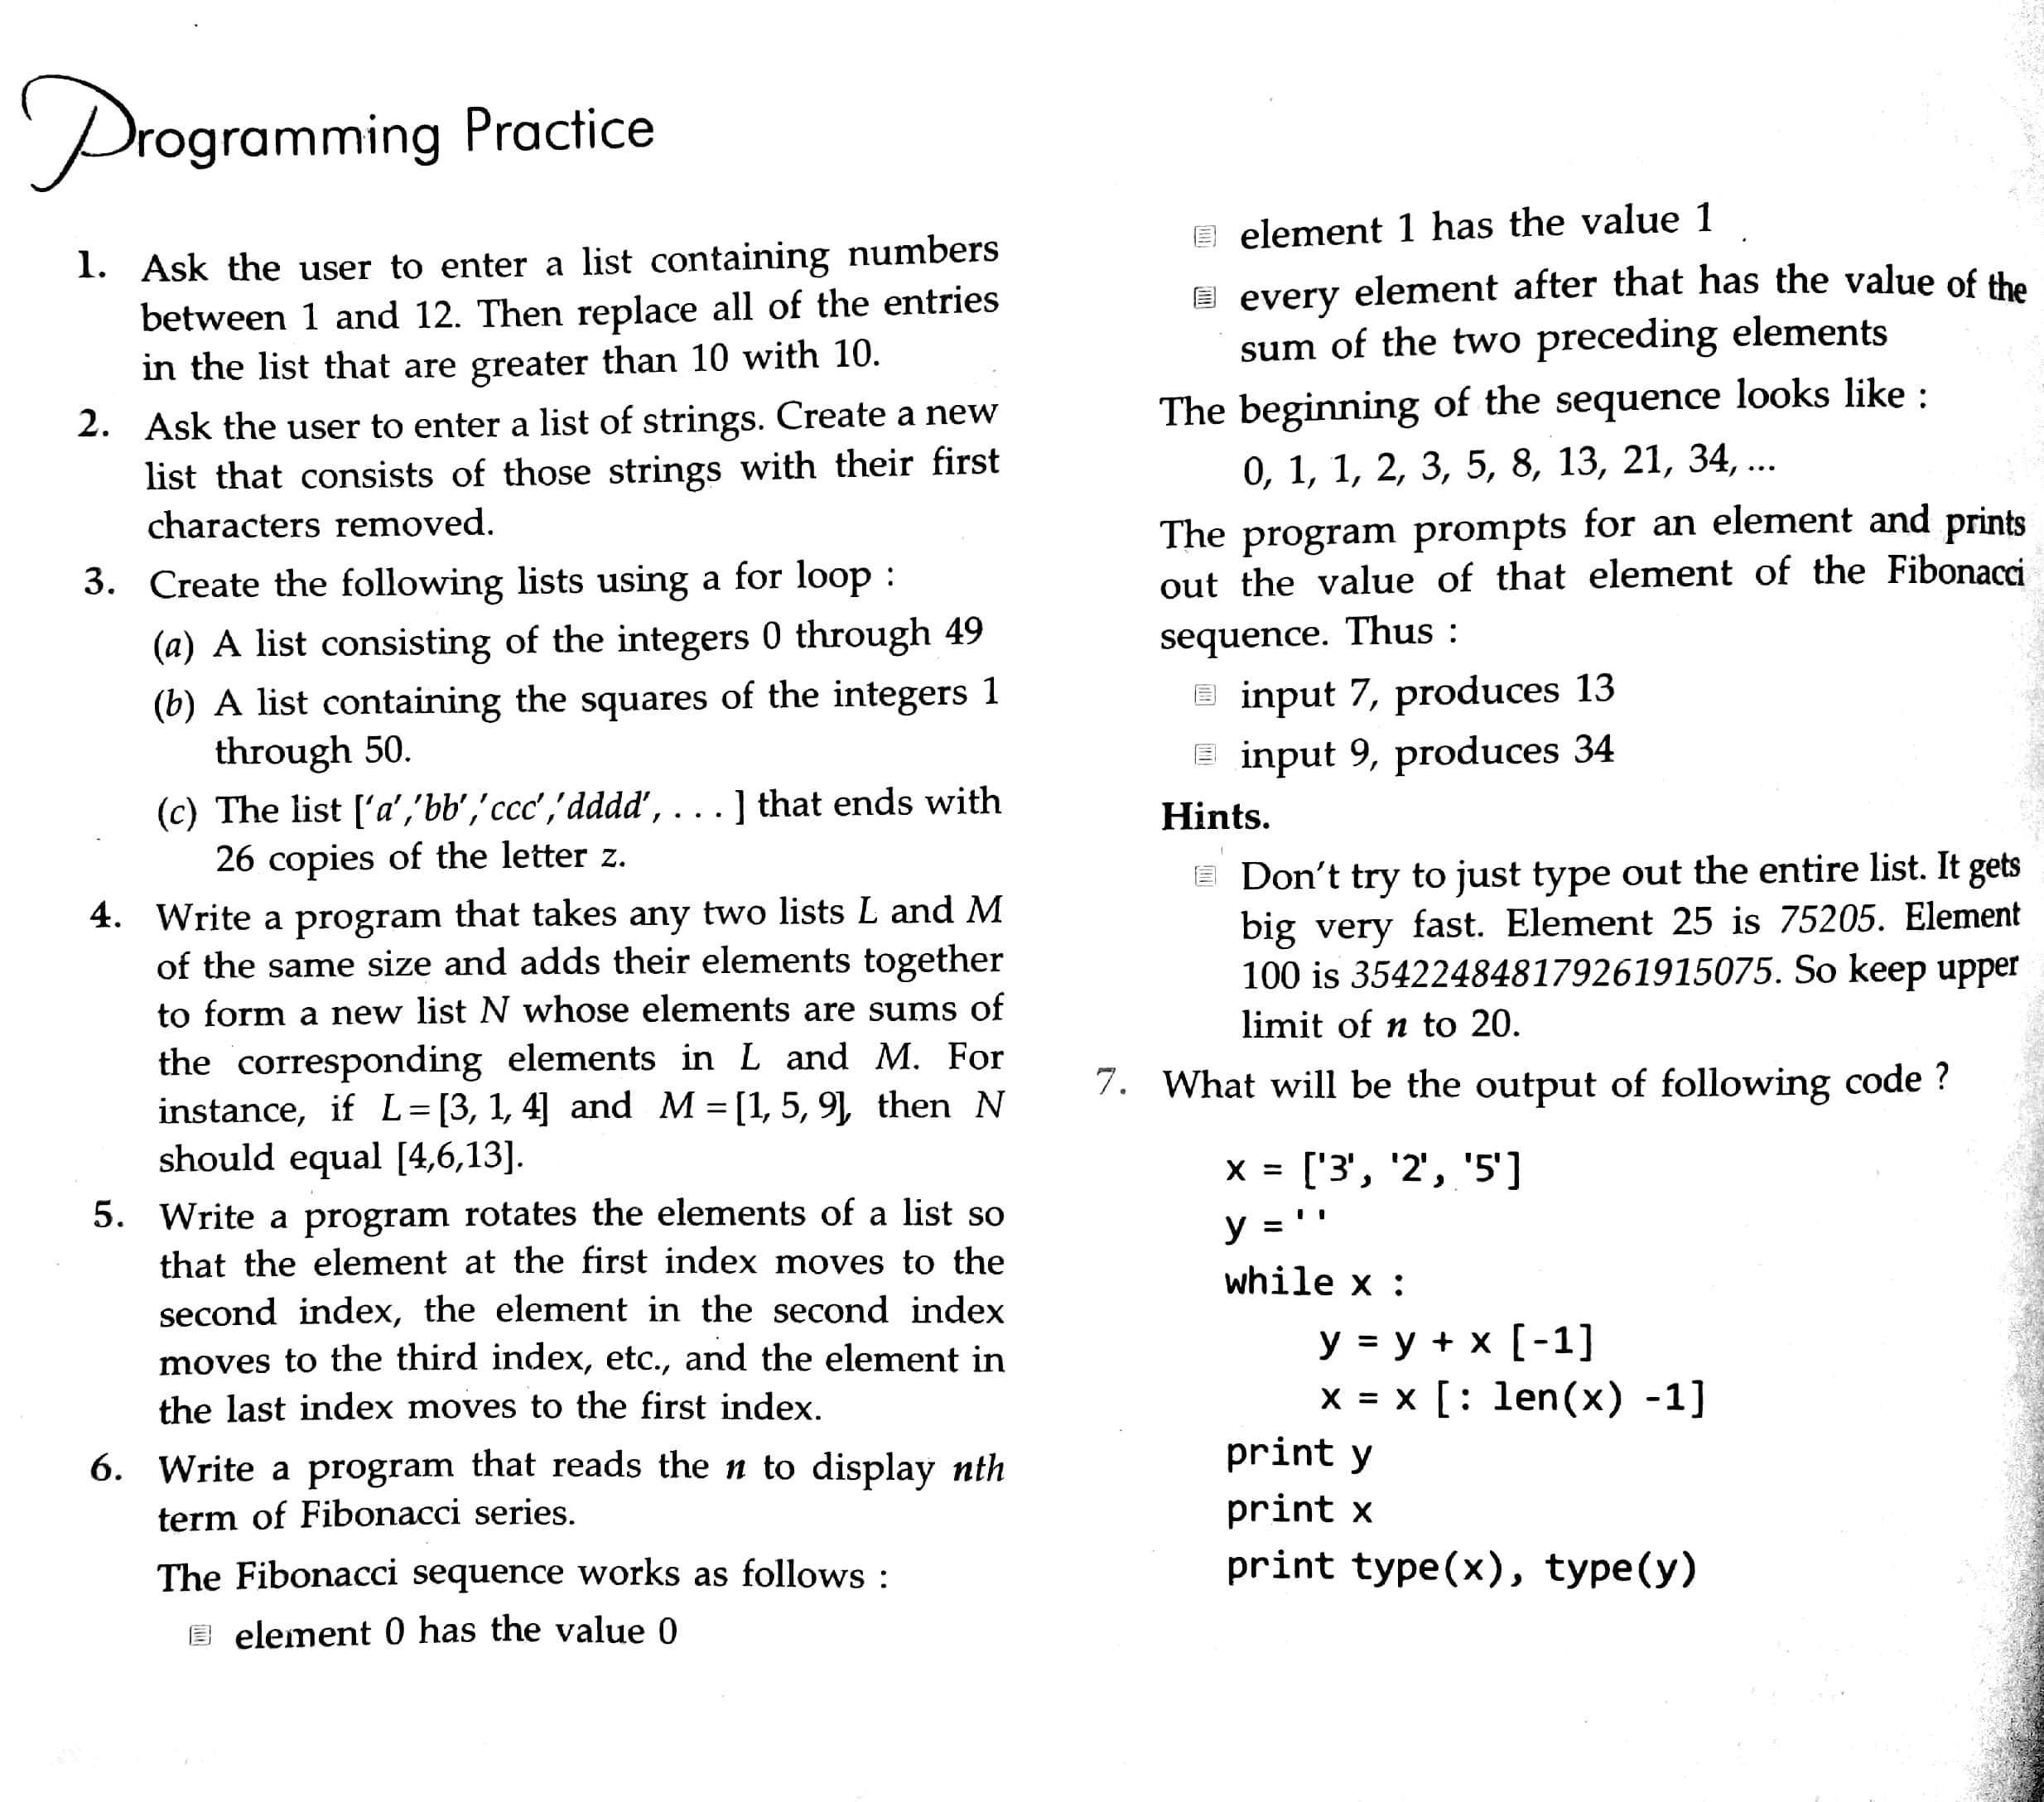 Programming Practice
1. Ask the user to enter a list containing numbers
between 1 and 12. Then replace all of the entries
in the list that are greater than 10 with 10.
2. Ask the user to enter a list of strings. Create a new
list that consists of those strings with their first
characters removed.
3. Create the following lists using a for loop :
(a) A list consisting of the integers 0 through 49
(b) A list containing the squares of the integers 1
through 50.
(c) The list ['a','bb','ccc','dddd', . . . ] that ends with
26 copies of the letter z.
4. Write a program that takes any two lists L and M
of the same size and adds their elements together
to form a new list N whose elements are sums of
the corresponding elements in L and M. For
instance, if L=[3, 1, 4] and M=[1, 5, 9], then N
should equal [4,6,13].
5. Write a program rotates the elements of a list so
that the element at the first index moves to the
second index, the element in the second index
moves to the third index, etc., and the element in
the last index moves to the first index.
6. Write a program that reads the n to display nth
term of Fibonacci series.
The Fibonacci sequence works as follows :
element 0 has the value 0
element 1 has the value 1
every element after that has the value of the
sum of the two preceding elements
The beginning of the sequence looks like :
0, 1, 1, 2, 3, 5, 8, 13, 21, 34, ...
The program prompts for an element and prints
out the value of that element of the Fibonacci
sequence. Thus :
input 7, produces 13
input 9, produces 34
Hints.
Don't try to just type out the entire list. It gets
big very fast. Element 25 is 75205. Element
100 is 354224848179261915075. So keep upper
limit of n to 20.
7. What will be the output of following code ?
x = ['3', '2', '5']
y = ' '
while x :
y = y + x [-1]
x = x [: len(x) -1]
print y
print x
print type(x), type(y)